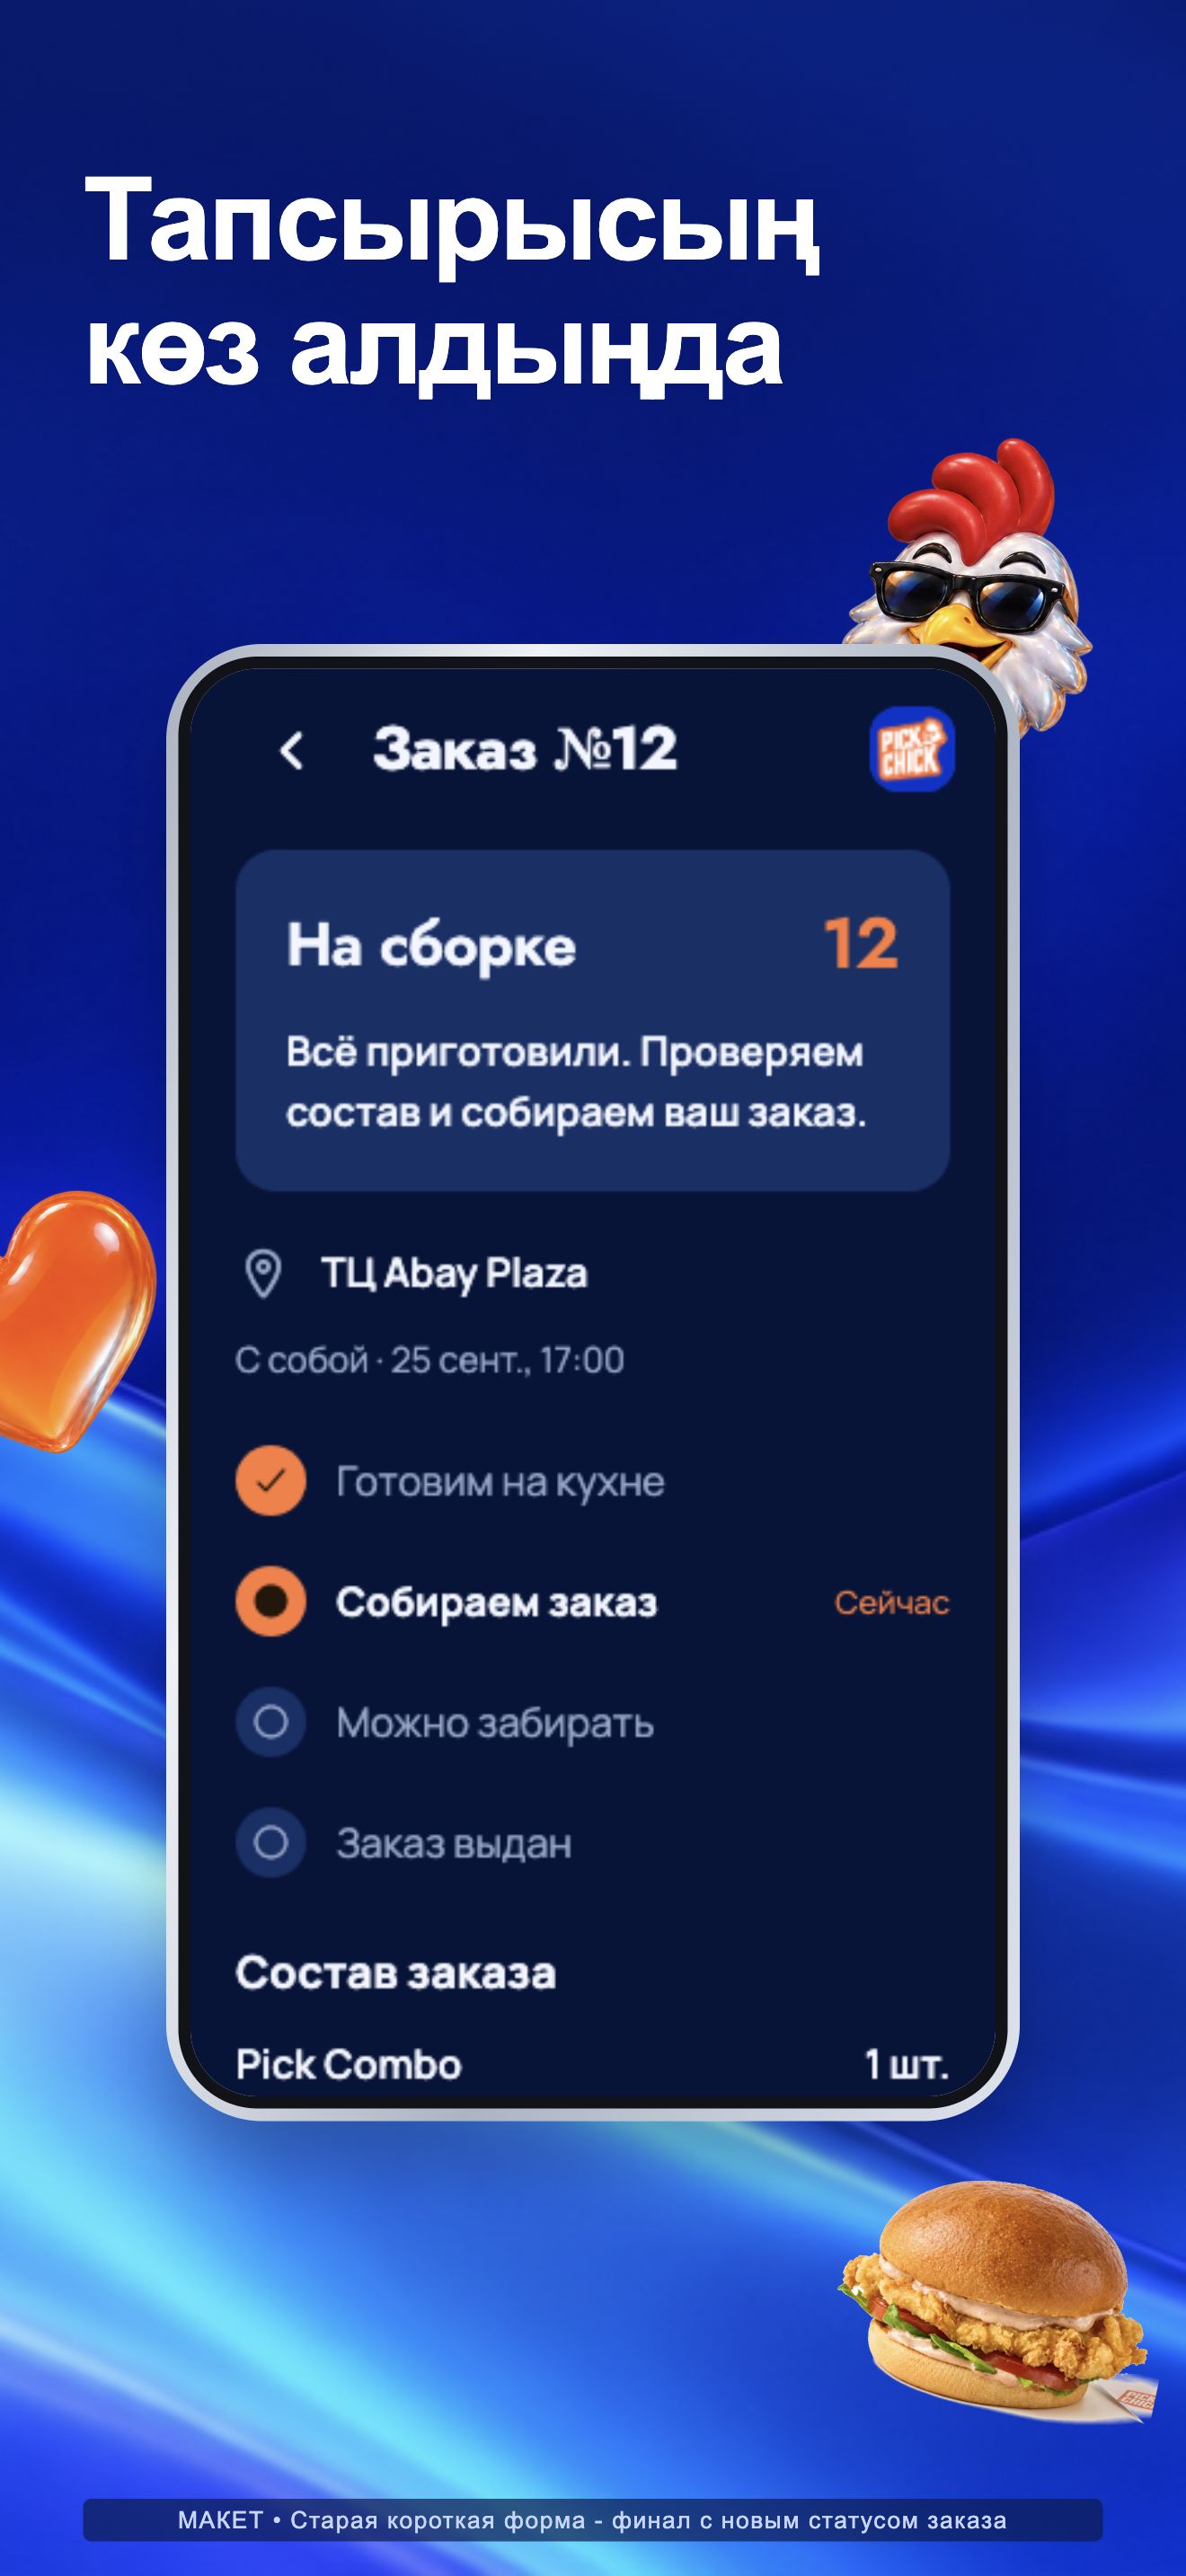 Тапсырысың
көз алдыңда
Заказ №12
PICK
CHICK
На сборке 12
Всё приготовили. Проверяем
состав и собираем ваш заказ.
ТЦ Abay Plaza
С собой · 25 сент., 17:00
Готовим на кухне
Собираем заказ Сейчас
Можно забирать
Заказ выдан
Состав заказа
Pick Combo 1 шт.
МАКЕТ • Старая короткая форма - финал с новым статусом заказа